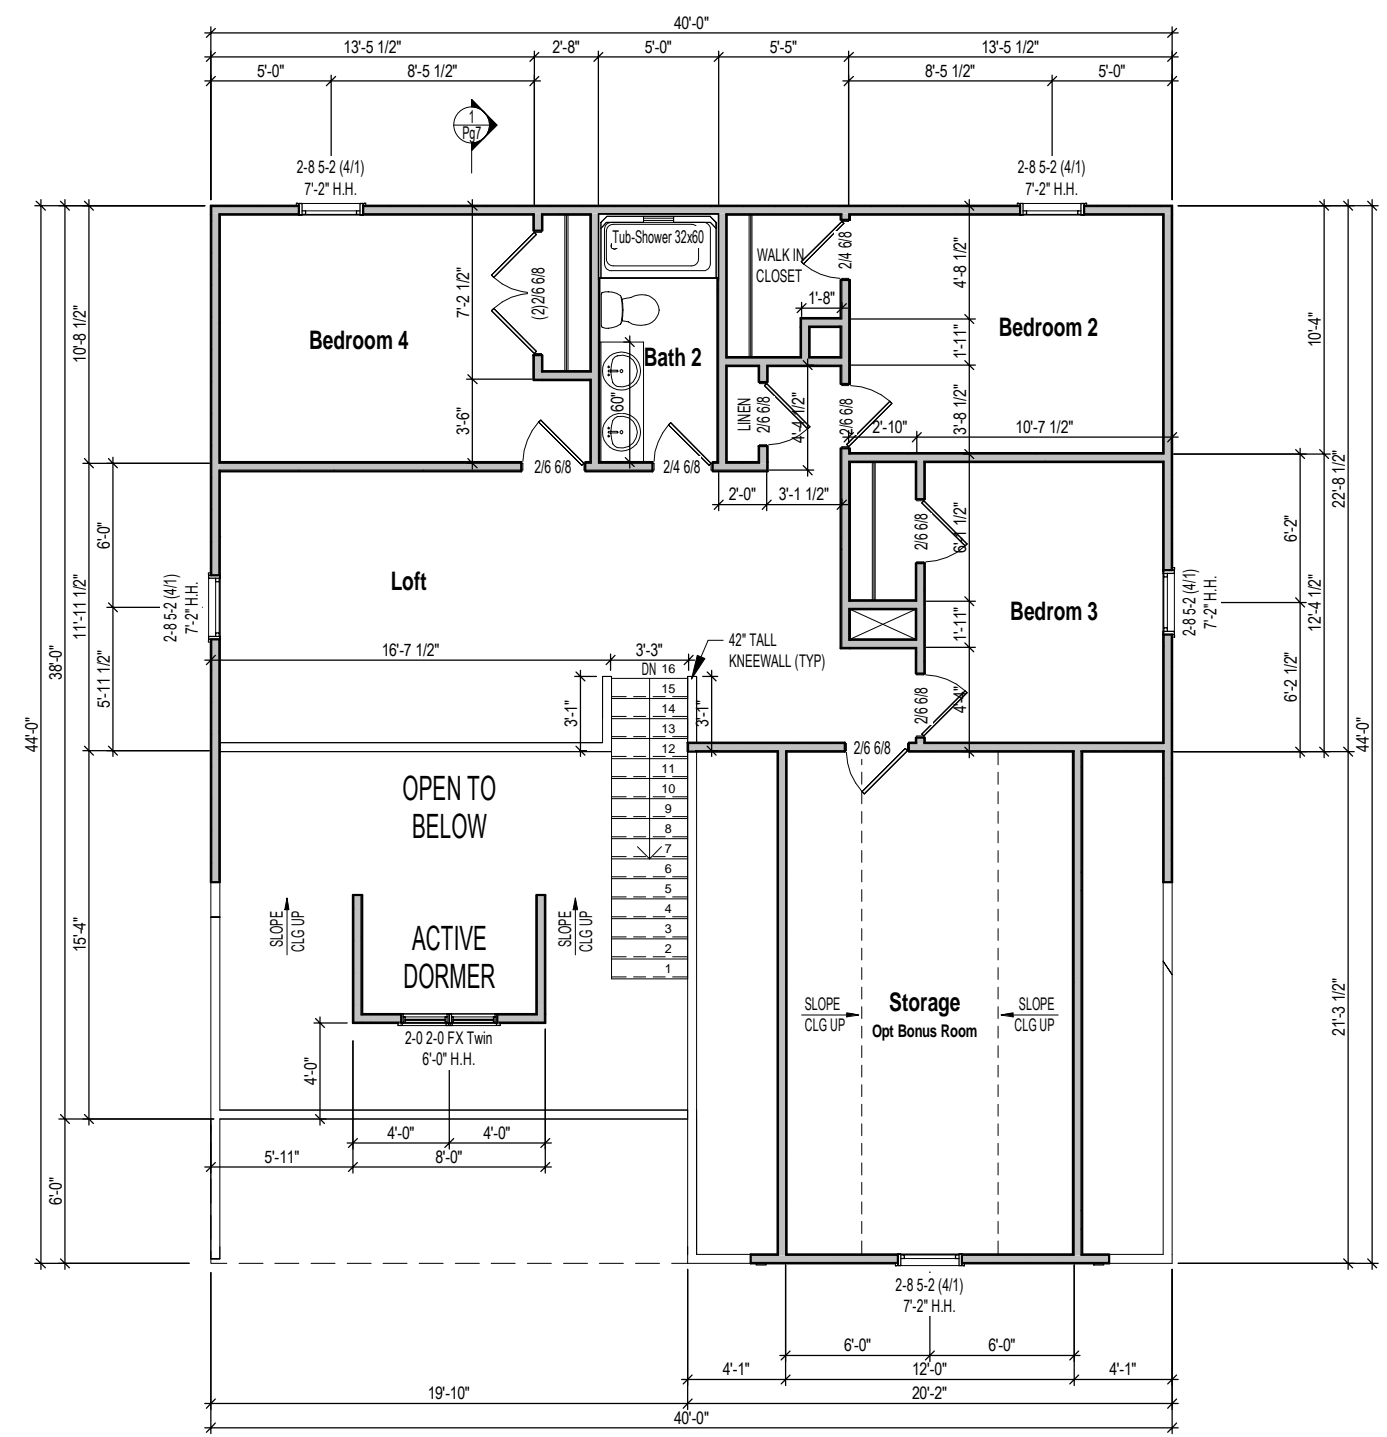 40'-0"
13'-5 1/2"
2'-8"
5'-0"
5'-5"
13'-5 1/2"
5'-0"
8'-5 1/2"
8'-5 1/2"
5'-0"
1
Pg7
2-8 5-2 (4/1)
7'-2" H.H.
2-8 5-2 (4/1)
7'-2" H.H.
Tub-Shower 32x60
WALK IN
CLOSET
2/4 6/8
4'-8 1/2"
7'-2 1/2"
(2)2/6 6/8
1'-8"
10'-8 1/2"
Bedroom 4
Bath 2
Bedroom 2
1'-11"
10'-4"
3'-6"
60"
LINEN
2/6 6/8
4'-4 1/2"
2/6 6/8
2'-10"
3'-8 1/2"
10'-7 1/2"
2/6 6/8
2/4 6/8
2'-0"
3'-1 1/2"
22'-8 1/2"
6'-0"
2/6 6/8
6'-1 1/2"
6'-2"
Loft
Bedrom 3
2-8 5-2 (4/1)
7'-2" H.H.
2-8 5-2 (4/1)
7'-2" H.H.
11'-11 1/2"
12'-4 1/2"
1'-11"
38'-0"
16'-7 1/2"
3'-3"
42" TALL
KNEEWALL (TYP)
DN 16
5'-11 1/2"
6'-2 1/2"
44'-0"
3'-1"
3'-1"
2/6 6/8
4'-4"
44'-0"
15
14
13
12
11
10
9
8
7
6
5
4
3
2
1
2/6 6/8
OPEN TO
BELOW
15'-4"
SLOPE
CLG UP
ACTIVE
DORMER
SLOPE
CLG UP
SLOPE
CLG UP
Storage
Opt Bonus Room
SLOPE
CLG UP
21'-3 1/2"
2-0 2-0 FX Twin
6'-0" H.H.
4'-0"
4'-0"
4'-0"
5'-11"
8'-0"
6'-0"
2-8 5-2 (4/1)
7'-2" H.H.
6'-0"
6'-0"
4'-1"
12'-0"
4'-1"
19'-10"
20'-2"
40'-0"